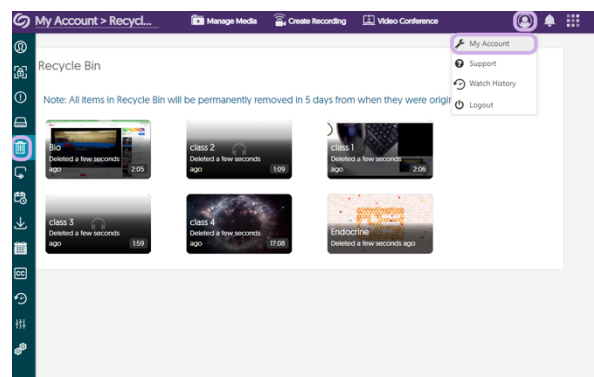 My Account > Recycl...
Manage Media
Create Recording
Video Conference
My Account
Support
Watch History
Logout
Recycle Bin
Note: All items in Recycle Bin will be permanently removed in 5 days from when they were origi
Bio
Deleted a few seconds
ago
2:05
class 2
Deleted a few seconds
ago
1:09
class 1
Deleted a few seconds
ago
2:06
class 3
Deleted a few seconds
ago
1:59
class 4
Deleted a few seconds
ago
17:08
Endocrine
Deleted a few seconds ago
CC